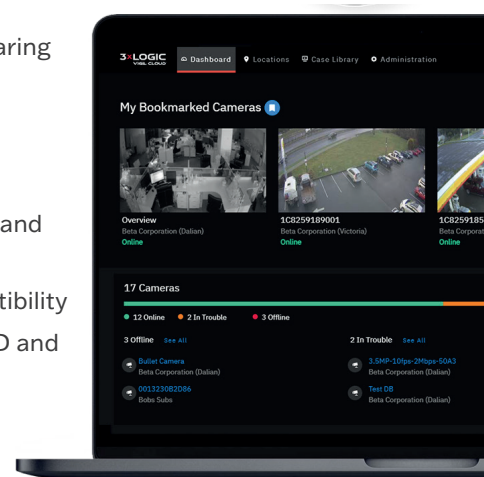 aring
and
tibility
D and
3xLOGIC
VIGIL CLOUD
Dashboard
Locations
Case Library
Administration
My Bookmarked Cameras
Overview
Beta Corporation (Dalian)
Online
1C8259189001
Beta Corporation (Victoria)
Online
1C8259185
Beta Corporat
Online
17 Cameras
12 Online
2 In Trouble
3 Offline
3 Offline See All
Bullet Camera
Beta Corporation (Dalian)
0013230B2D86
Bobs Subs
2 In Trouble See All
3.5MP-10fps-2Mbps-50A3
Beta Corporation (Dalian)
Test DB
Beta Corporation (Dalian)